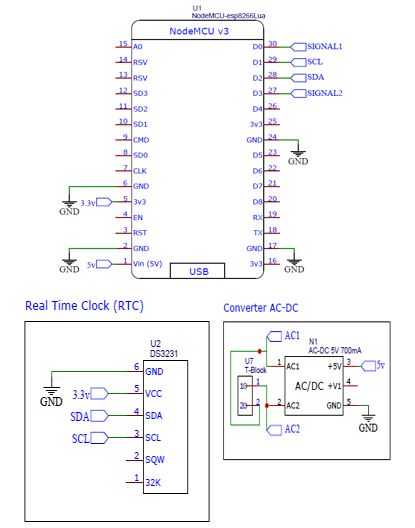 U1
NodeMCU-esp8266Lua
NodeMCU v3
15 A0 D0 30 SIGNAL1
14 RSV D1 29 SCL
13 RSV D2 28 SDA
12 SD3 D3 27 SIGNAL2
11 SD2 D4 26
10 SD1 3v3 25
9 CMD GND 24
GND
8 SD0 D5 23
7 CLK D6 22
6 GND D7 21
GND
3.3v 5 3v3 D8 20
4 EN RX 19
3 RST TX 18
2 GND GND 17
GND
GND
5v 1 Vin (5V) 3v3 16
USB
Real Time Clock (RTC)
U2
DS3231
6 GND
GND
3.3v 5 VCC
SDA 4 SDA
SCL 3 SCL
2 SQW
1 32K
Converter AC-DC
AC1
N1
AC-DC 5V 700mA
U7
T-Block
1 AC1 +5V 3 5v
AC/DC +V1 4
1 1
2 2
2 AC2 GND 5
GND
AC2